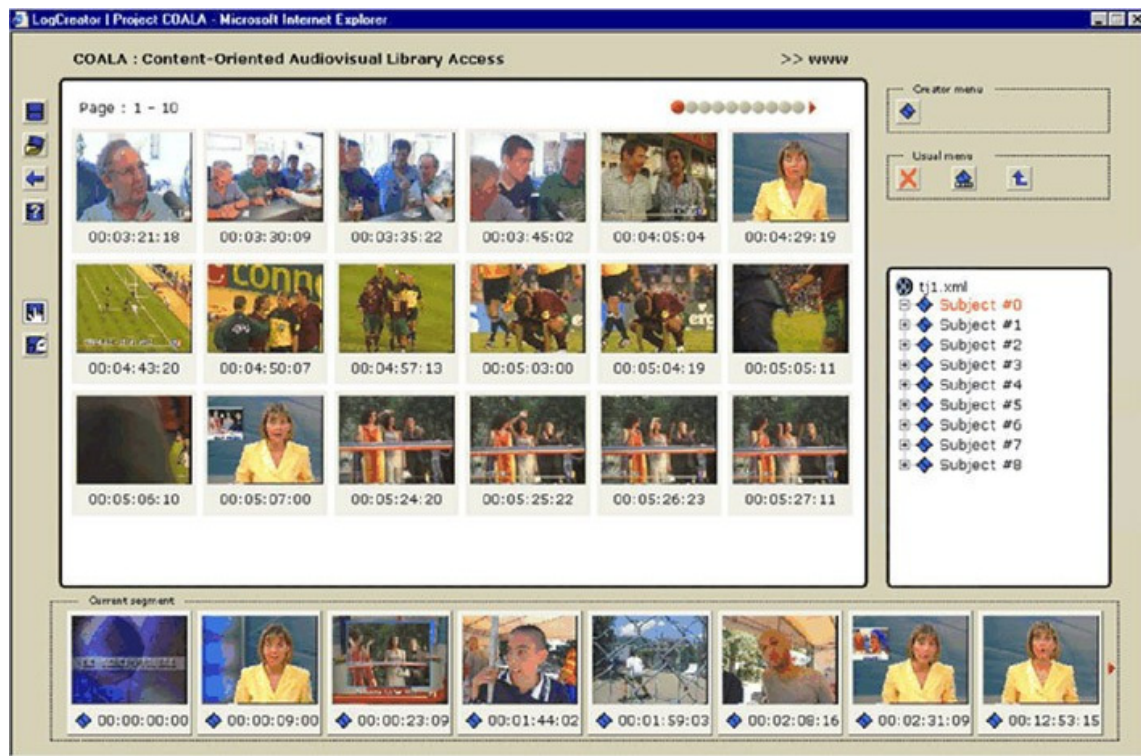 LogCreator | Project COALA - Microsoft Internet Explorer
COALA : Content-Oriented Audiovisual Library Access
>> www
Page : 1 - 10
Creator menu
Usual menu
00:03:21:18 00:03:30:09 00:03:35:22 00:03:45:02 00:04:05:04 00:04:29:19
conne
00:04:43:20 00:04:50:07 00:04:57:13 00:05:03:00 00:05:04:19 00:05:05:11
00:05:06:10 00:05:07:00 00:05:24:20 00:05:25:22 00:05:26:23 00:05:27:11
tj1.xml
Subject #0
Subject #1
Subject #2
Subject #3
Subject #4
Subject #5
Subject #6
Subject #7
Subject #8
Current segment
00:00:00:00 00:00:09:00 00:00:23:09 00:01:44:02 00:01:59:03 00:02:08:16 00:02:31:09 00:12:53:15